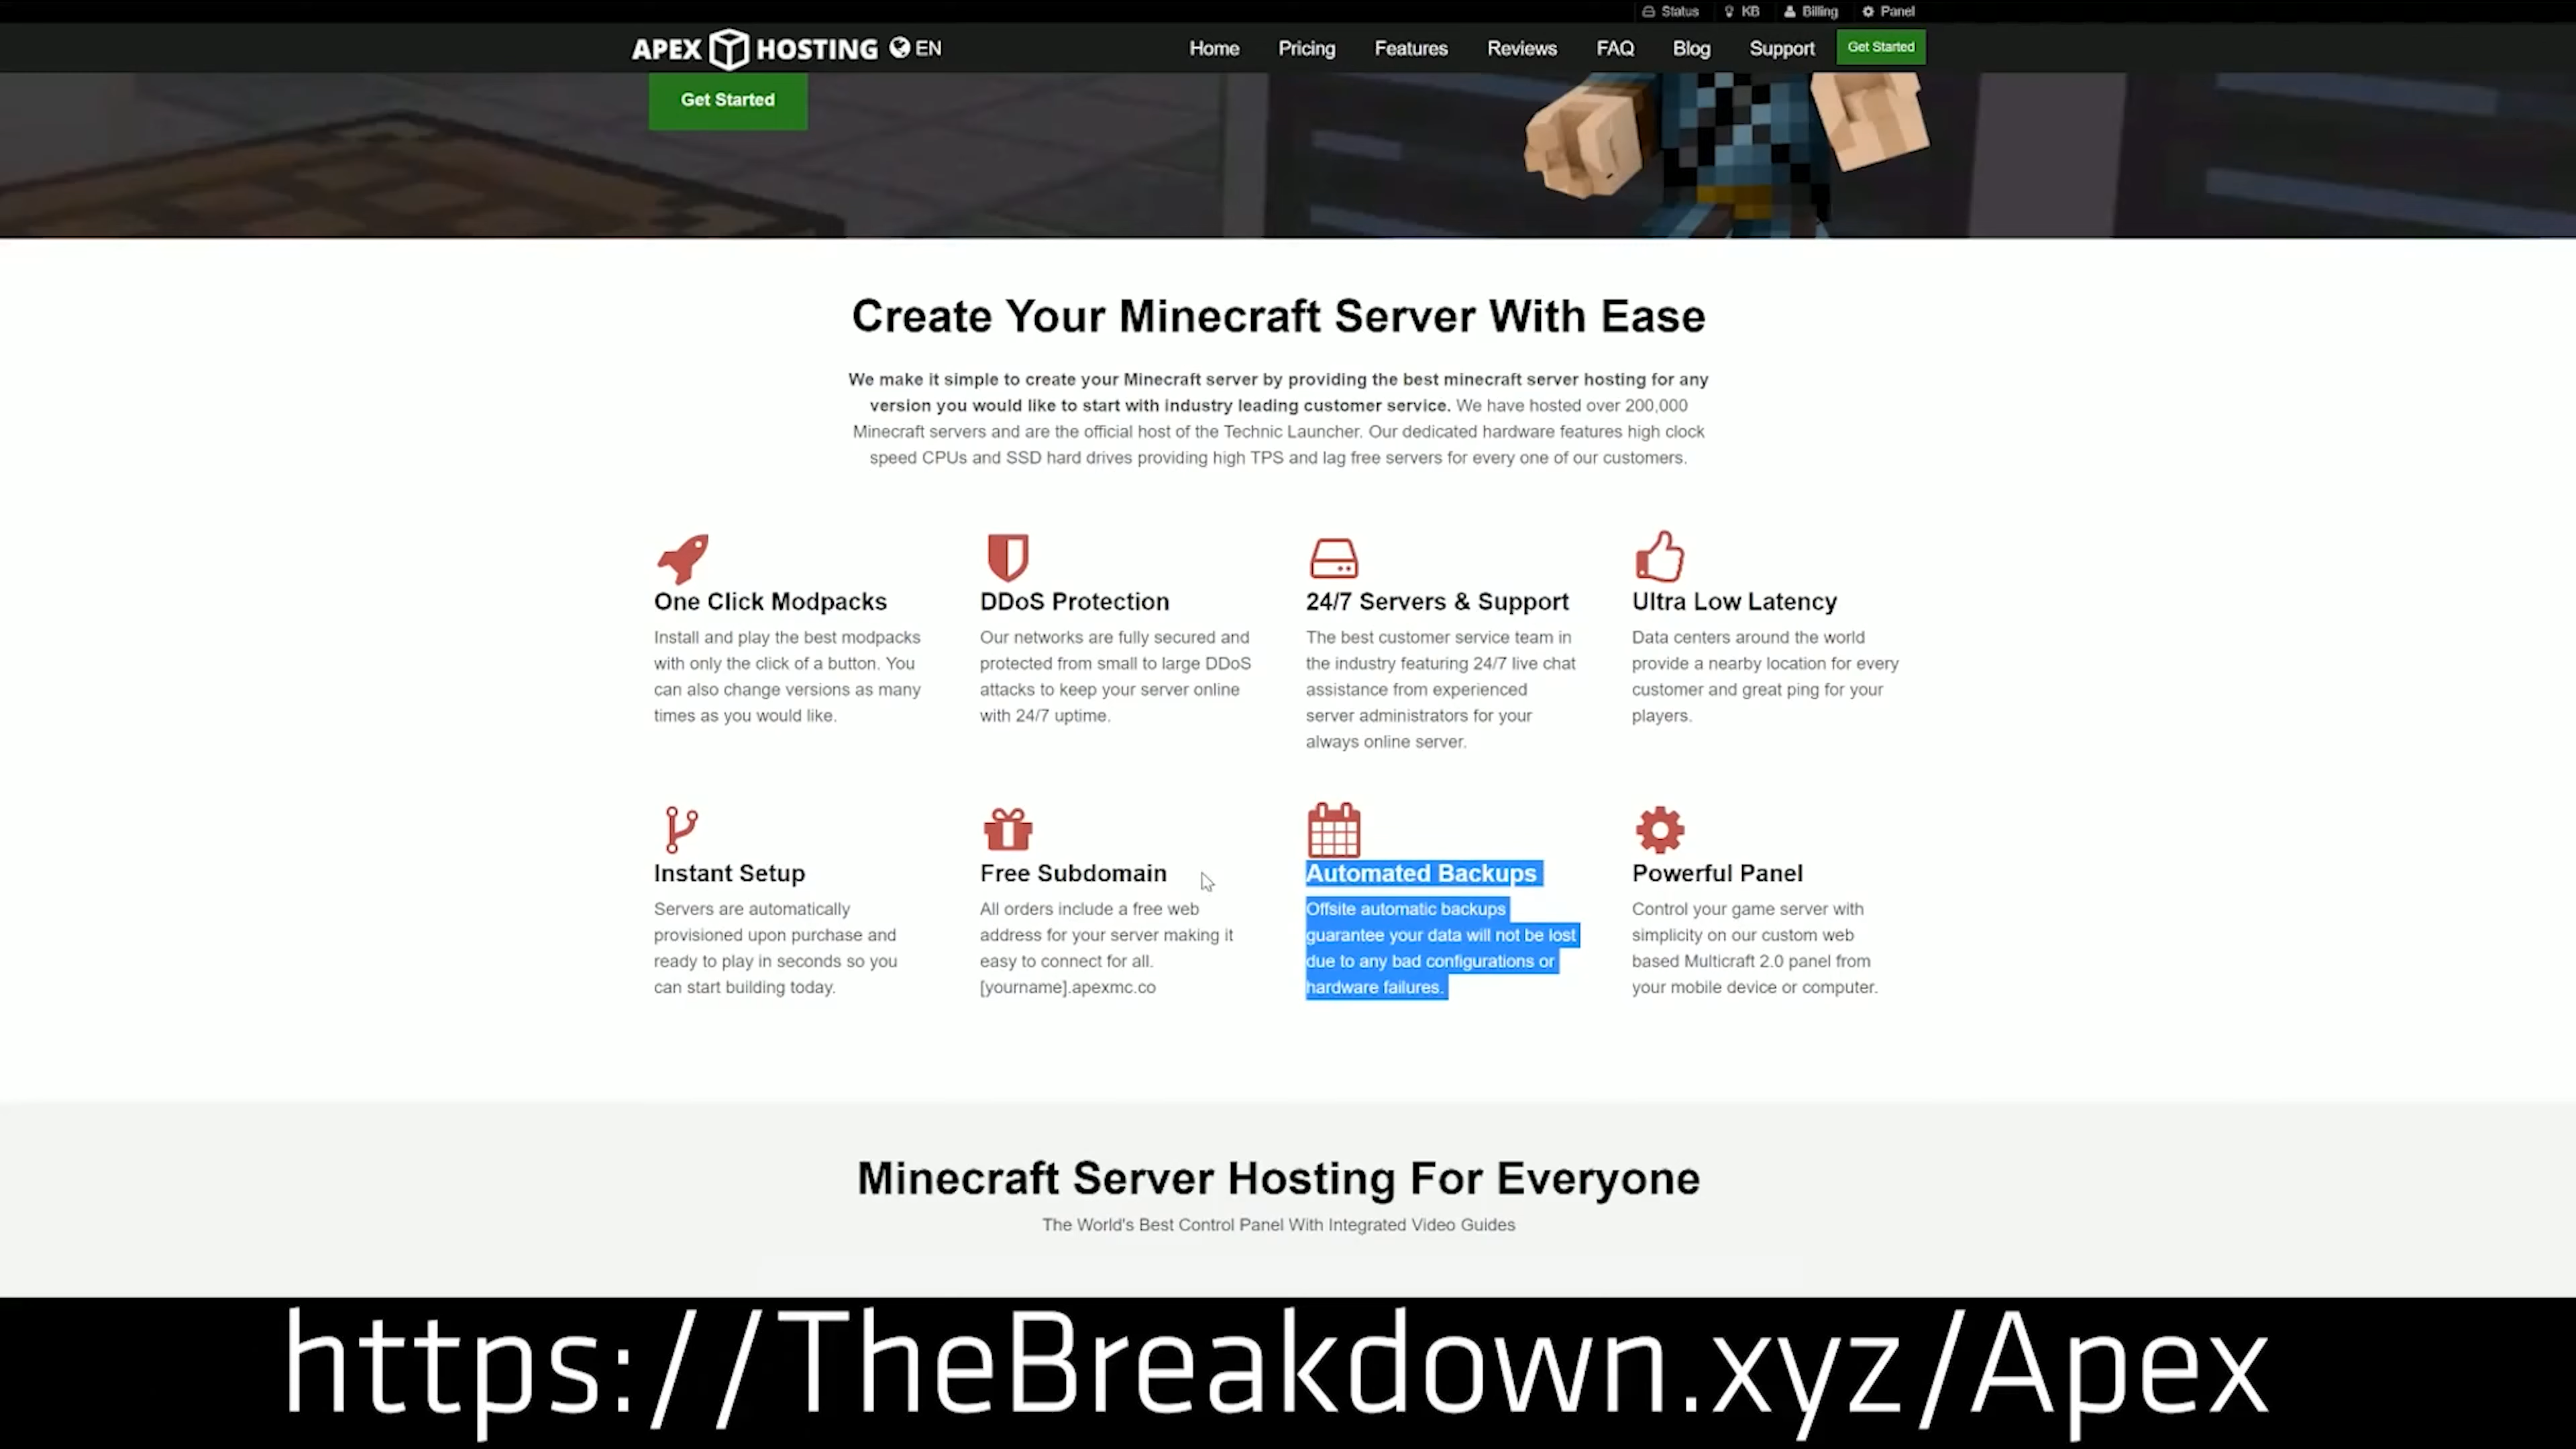 Status KB Billing Panel
APEX HOSTING EN Home Pricing Features Reviews FAQ Blog Support Get Started
Get Started
Create Your Minecraft Server With Ease
We make it simple to create your Minecraft server by providing the best minecraft server hosting for any
version you would like to start with industry leading customer service. We have hosted over 200,000
Minecraft servers and are the official host of the Technic Launcher. Our dedicated hardware features high clock
speed CPUs and SSD hard drives providing high TPS and lag free servers for every one of our customers.
One Click Modpacks
Install and play the best modpacks
with only the click of a button. You
can also change versions as many
times as you would like.
DDoS Protection
Our networks are fully secured and
protected from small to large DDoS
attacks to keep your server online
with 24/7 uptime.
24/7 Servers & Support
The best customer service team in
the industry featuring 24/7 live chat
assistance from experienced
server administrators for your
always online server.
Ultra Low Latency
Data centers around the world
provide a nearby location for every
customer and great ping for your
players.
Instant Setup
Servers are automatically
provisioned upon purchase and
ready to play in seconds so you
can start building today.
Free Subdomain
All orders include a free web
address for your server making it
easy to connect for all.
[yourname].apexmc.co
Automated Backups
Offsite automatic backups
guarantee your data will not be lost
due to any bad configurations or
hardware failures.
Powerful Panel
Control your game server with
simplicity on our custom web
based Multicraft 2.0 panel from
your mobile device or computer.
Minecraft Server Hosting For Everyone
The World's Best Control Panel With Integrated Video Guides
https://TheBreakdown.xyz/Apex